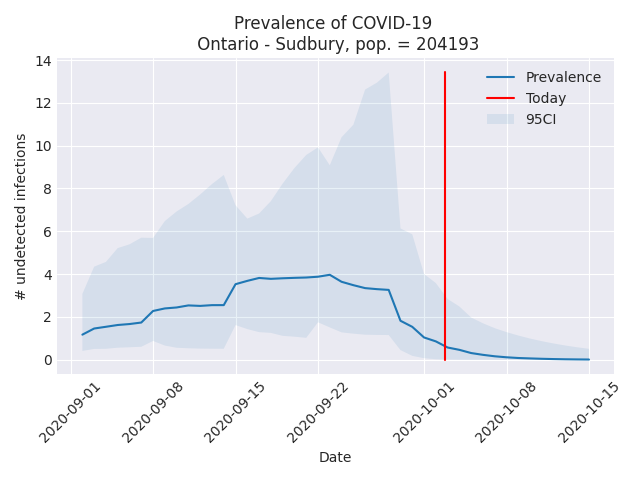 Prevalence of COVID-19
Ontario - Sudbury, pop. = 204193
14
12
10
8
6
4
2
0
# undetected infections
Prevalence
Today
95CI
2020-09-01
2020-09-08
2020-09-15
2020-09-22
2020-10-01
2020-10-08
2020-10-15
Date